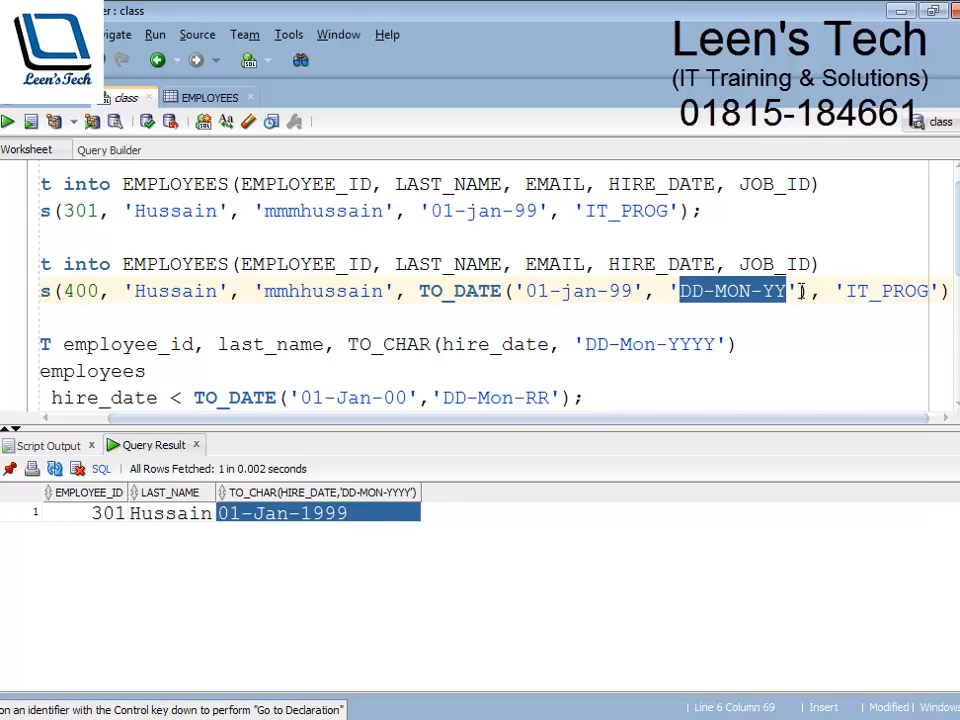 er : class
Leen's Tech
vigate Run Source Team Tools Window Help
Leen's Tech
(IT Training & Solutions)
01815-184661
class
EMPLOYEES
class
Worksheet Query Builder
t into EMPLOYEES(EMPLOYEE_ID, LAST_NAME, EMAIL, HIRE_DATE, JOB_ID)
s(301, 'Hussain', 'mmmhussain', '01-jan-99', 'IT_PROG');
t into EMPLOYEES(EMPLOYEE_ID, LAST_NAME, EMAIL, HIRE_DATE, JOB_ID)
s(400, 'Hussain', 'mmhhussain', TO_DATE('01-jan-99', 'DD-MON-YY'), 'IT_PROG')
T employee_id, last_name, TO_CHAR(hire_date, 'DD-Mon-YYYY')
employees
hire_date < TO_DATE('01-Jan-00','DD-Mon-RR');
Script Output Query Result
SQL All Rows Fetched: 1 in 0.002 seconds
EMPLOYEE_ID LAST_NAME TO_CHAR(HIRE_DATE,'DD-MON-YYYY')
1 301 Hussain 01-Jan-1999
on an identifier with the Control key down to perform "Go to Declaration"
Line 6 Column 69 Insert Modified Windows